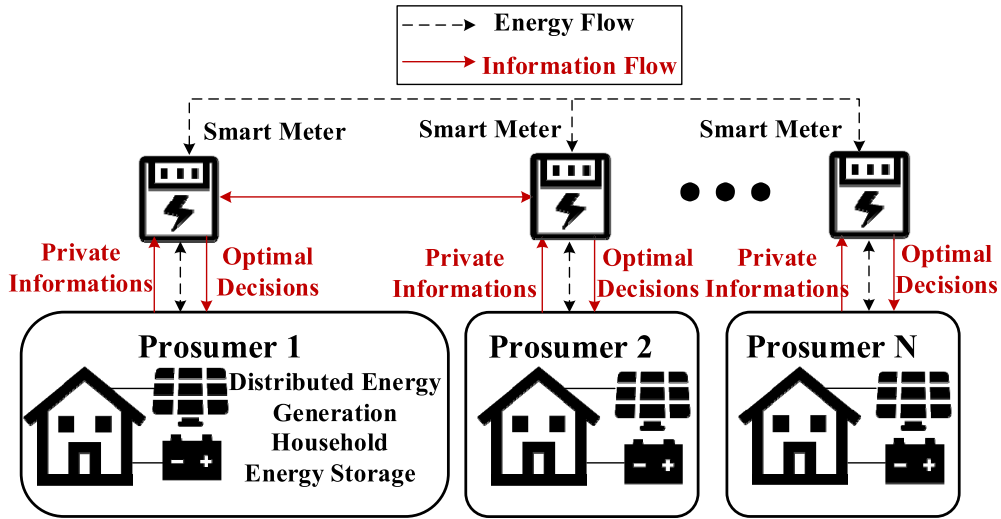 Energy Flow
Information Flow
Smart Meter
Smart Meter
Smart Meter
Private
Informations
Optimal
Decisions
Private
Informations
Optimal
Decisions
Private
Informations
Optimal
Decisions
Prosumer 1
Distributed Energy
Generation
Household
Energy Storage
Prosumer 2
Prosumer N